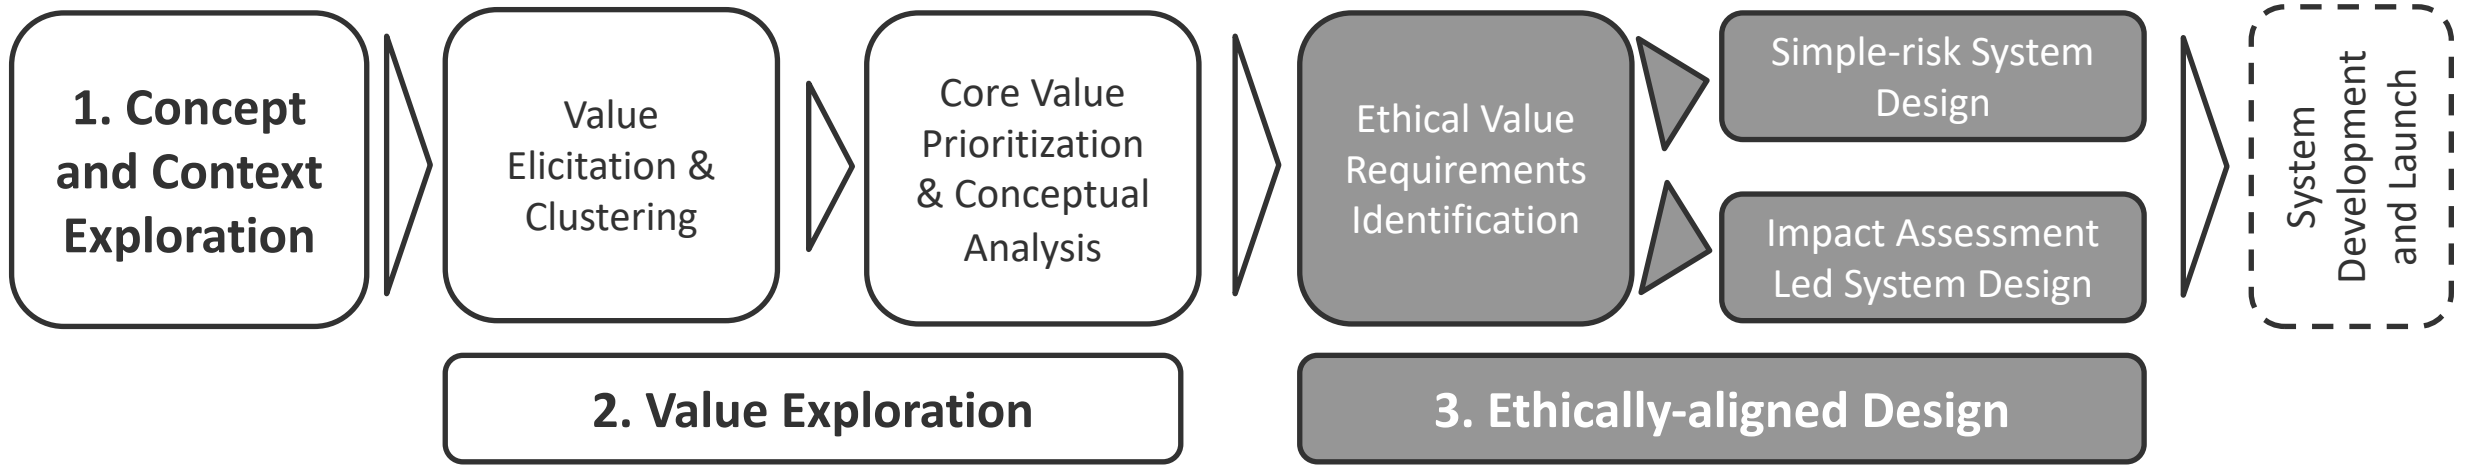 1. Concept
and Context
Exploration
Value
Elicitation &
Clustering
Core Value
Prioritization
& Conceptual
Analysis
2. Value Exploration
Ethical Value
Requirements
Identification
Simple-risk System
Design
Impact Assessment
Led System Design
3. Ethically-aligned Design
System
Development
and Launch